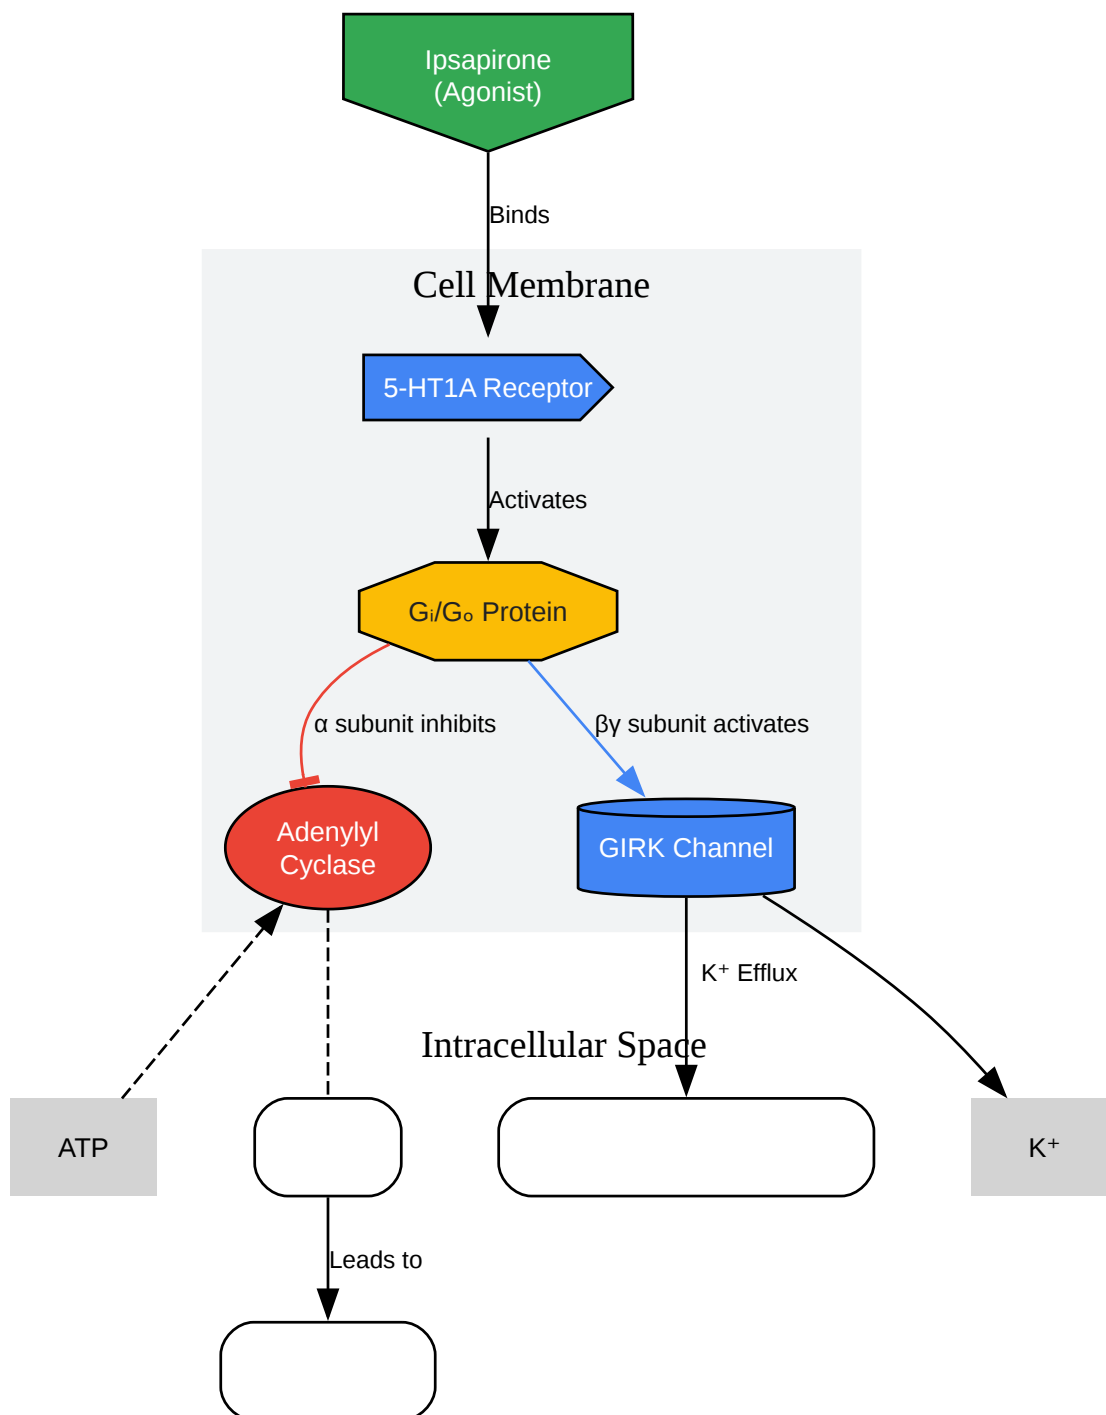 Ipsapirone
(Agonist)
Binds
Cell Membrane
5-HT1A Receptor
Activates
Gᵢ/Gₒ Protein
α subunit inhibits
βγ subunit activates
Adenylyl
Cyclase
GIRK Channel
K⁺ Efflux
Intracellular Space
ATP
K⁺
Leads to